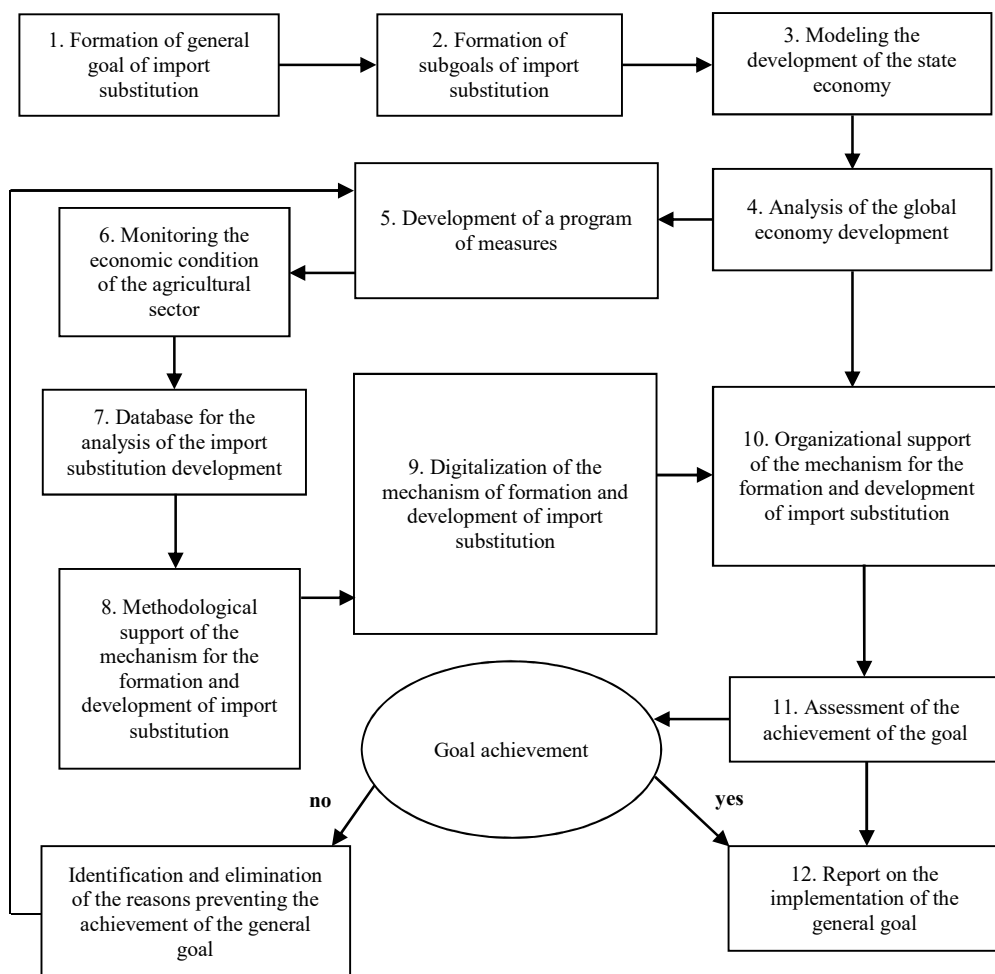 1. Formation of general
goal of import
substitution
2. Formation of
subgoals of import
substitution
3. Modeling the
development of the state
economy
4. Analysis of the global
economy development
5. Development of a program
of measures
6. Monitoring the
economic condition
of the agricultural
sector
7. Database for the
analysis of the import
substitution development
8. Methodological
support of the
mechanism for the
formation and
development of import
substitution
9. Digitalization of the
mechanism of formation and
development of import
substitution
10. Organizational support
of the mechanism for the
formation and development
of import substitution
11. Assessment of the
achievement of the goal
Goal achievement
no
yes
Identification and elimination
of the reasons preventing the
achievement of the general
goal
12. Report on the
implementation of the
general goal